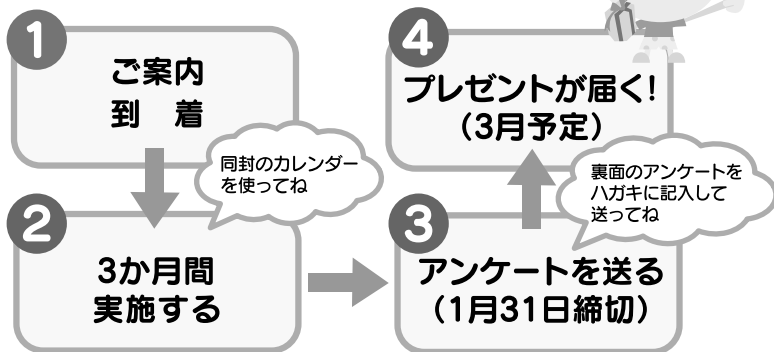 1
ご案内
到　着
同封のカレンダー
を使ってね
2
3か月間
実施する
3
アンケートを送る
（1月31日締切）
裏面のアンケートを
ハガキに記入して
送ってね
4
プレゼントが届く!
（3月予定）